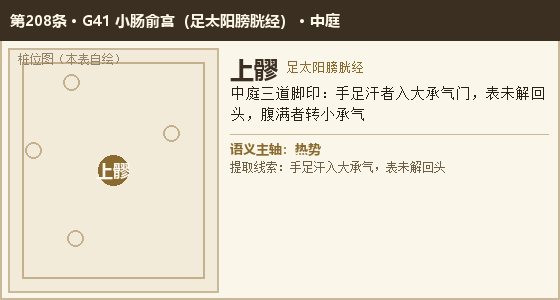 第208条・G41 小肠俞宫（足太阳膀胱经）・中庭
桩位图（本表自绘）
上髎
上髎 足太阳膀胱经
中庭三道脚印：手足汗者入大承气门，表未解回
头，腹满者转小承气
语义主轴：热势
提取线索：手足汗入大承气，表未解回头